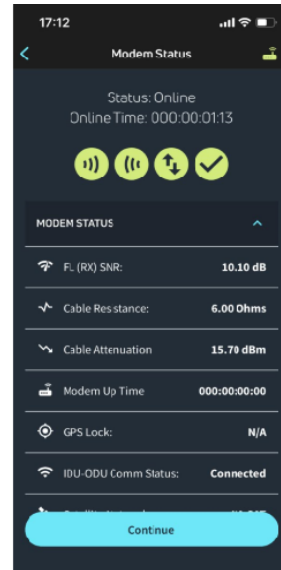 17:12
Modem Status
Status: Online
Online Time: 000:00:01:13
MODEM STATUS
FL (RX) SNR: 10.10 dB
Cable Resistance: 6.00 Ohms
Cable Attenuation 15.70 dBm
Modem Up Time 000:00:00:00
GPS Lock: N/A
IDU-ODU Comm Status: Connected
Continue